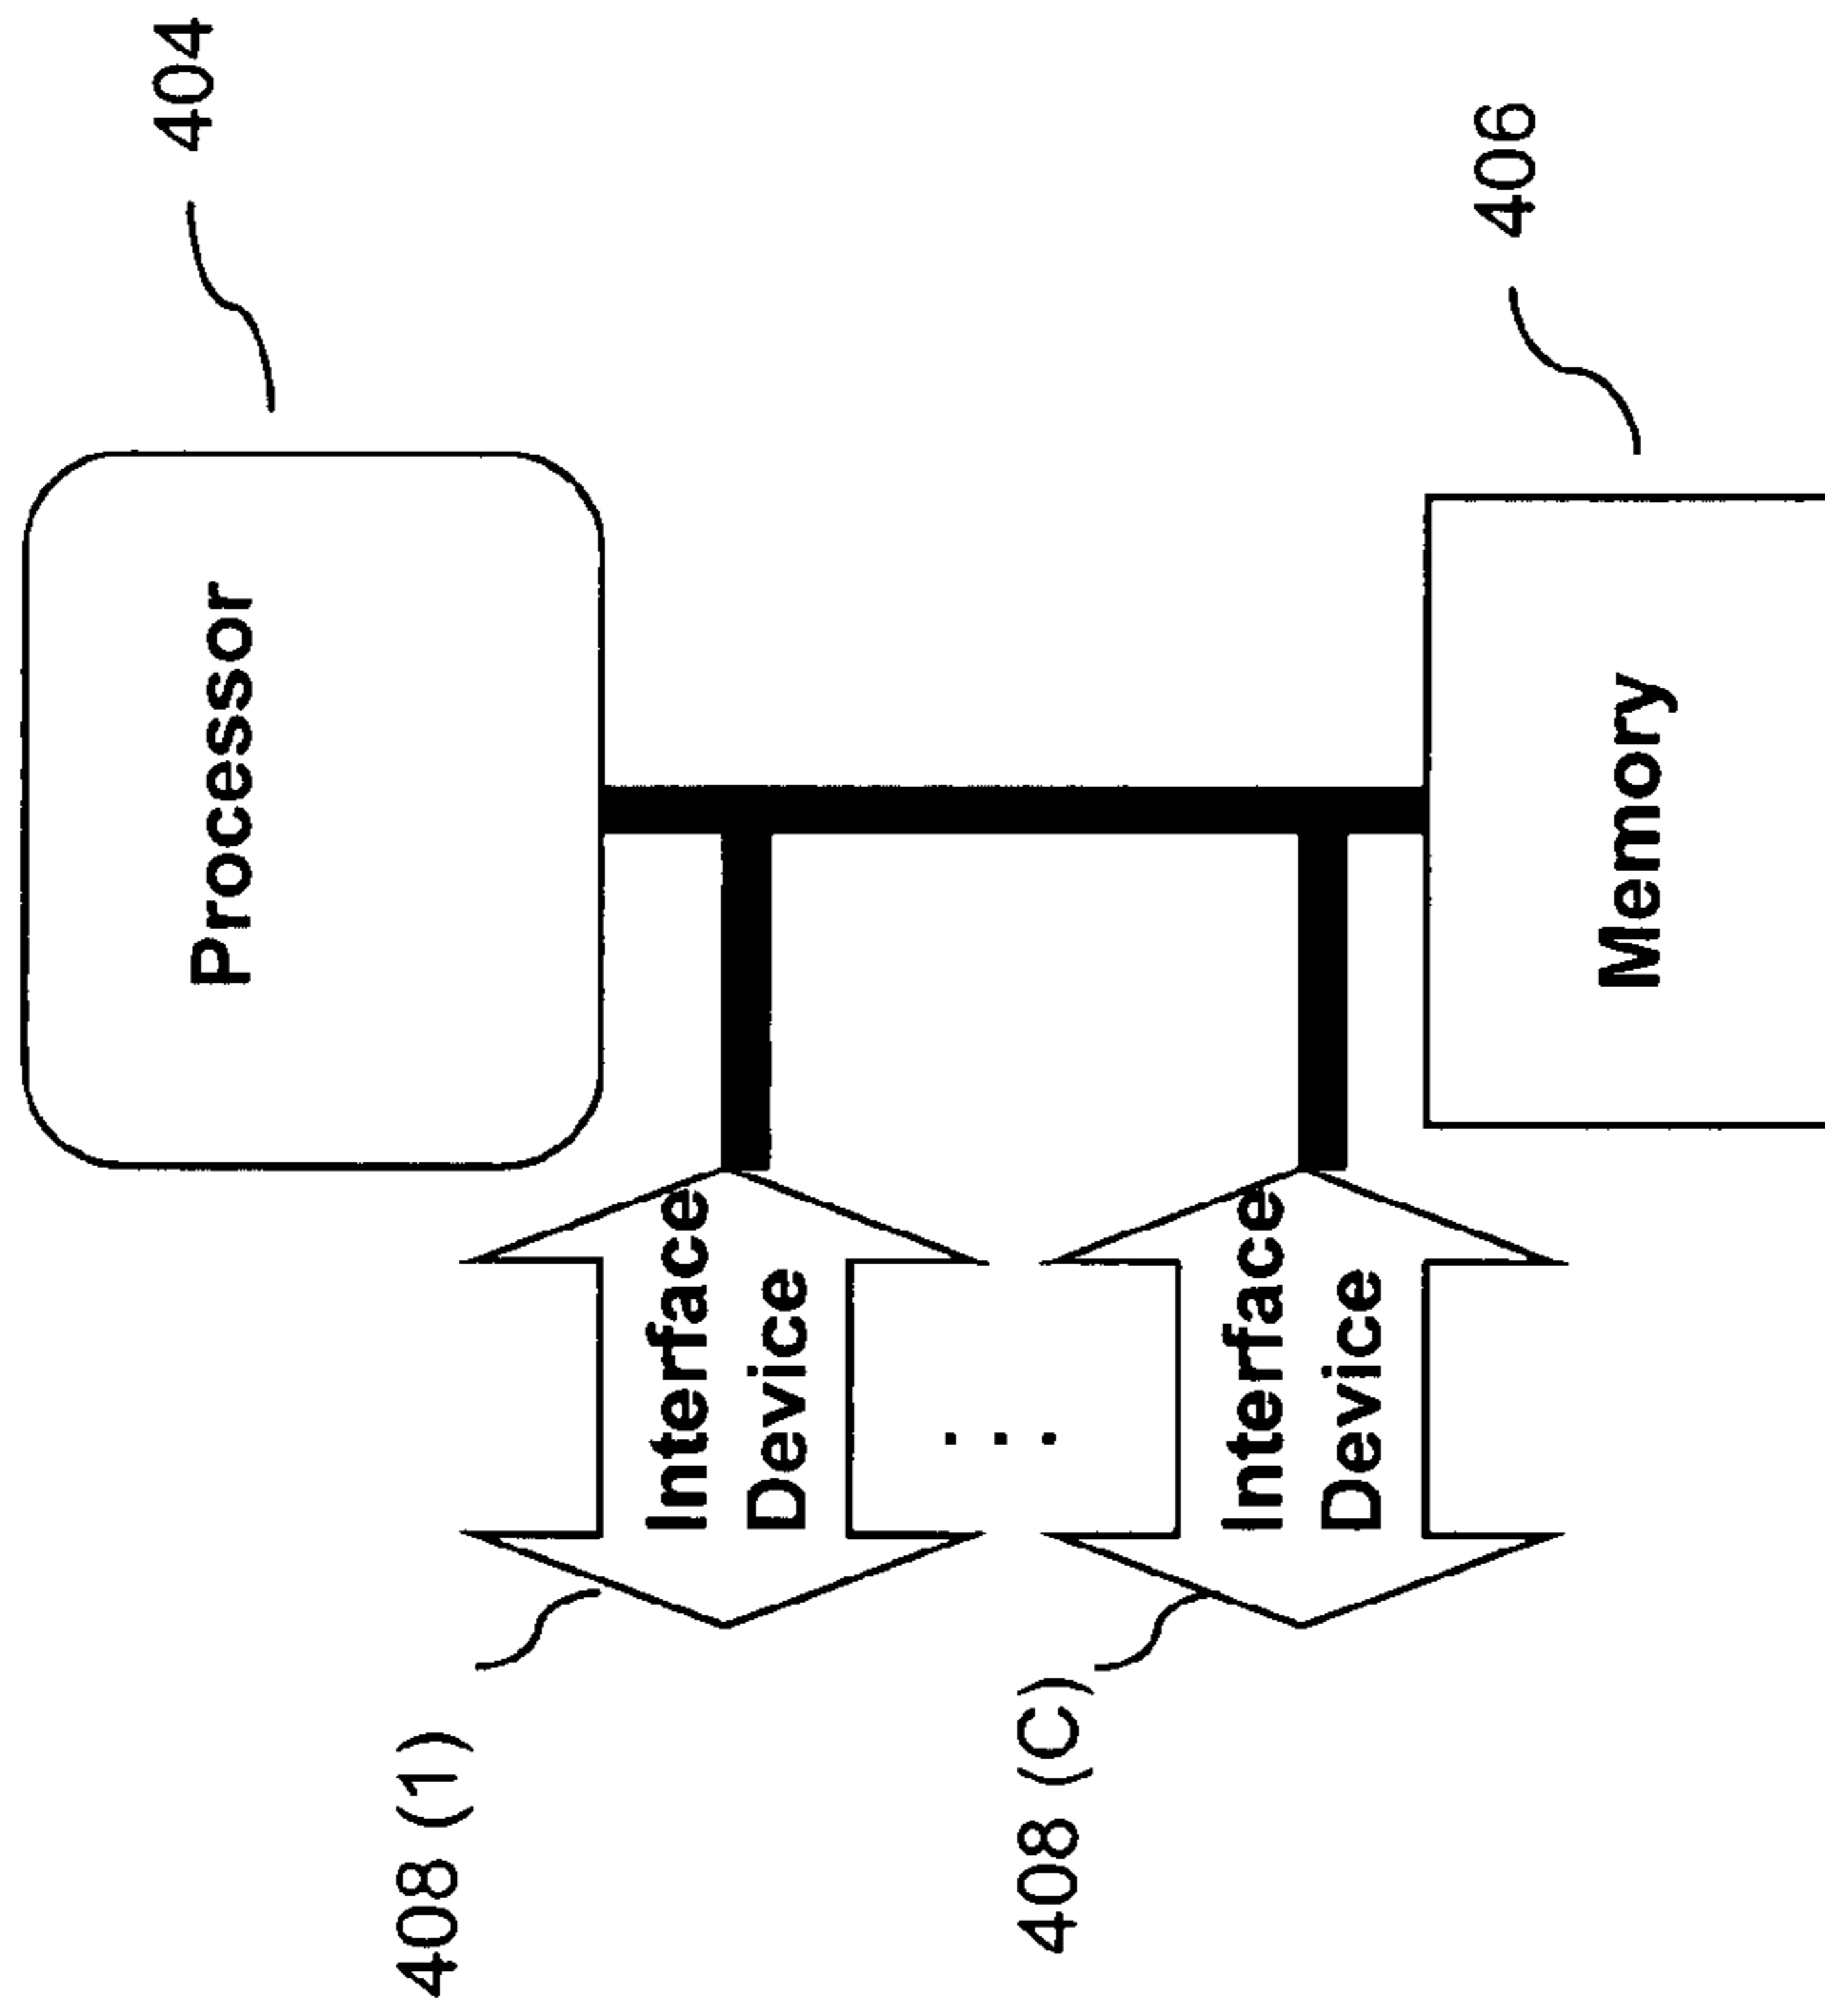 404
Processor
406
Memory
Interface
Device
408 (1)
. . .
Interface
Device
408 (C)